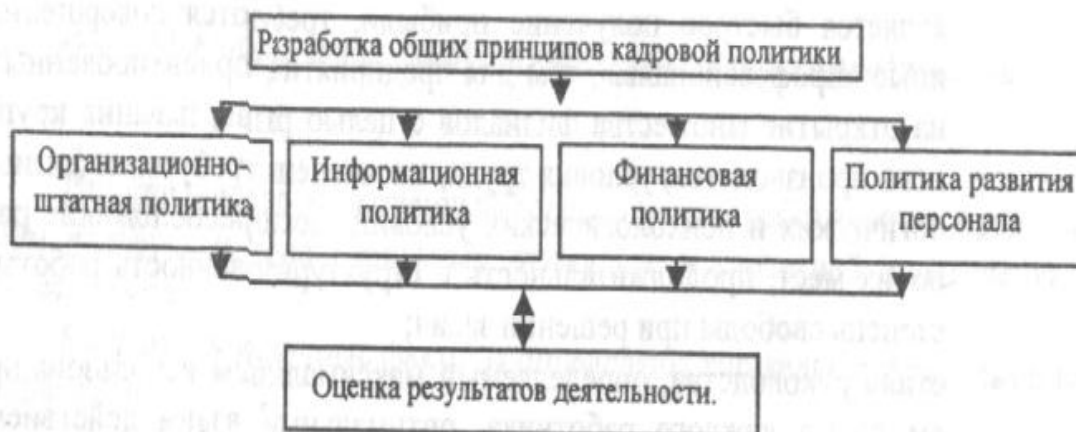 Разработка общих принципов кадровой политики
Организационно-
штатная политика
Информационная
политика
Финансовая
политика
Политика развития
персонала
Оценка результатов деятельности.